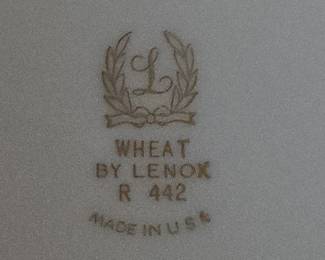 L
WHEAT
BY LENOX
R 442
MADE IN U S A